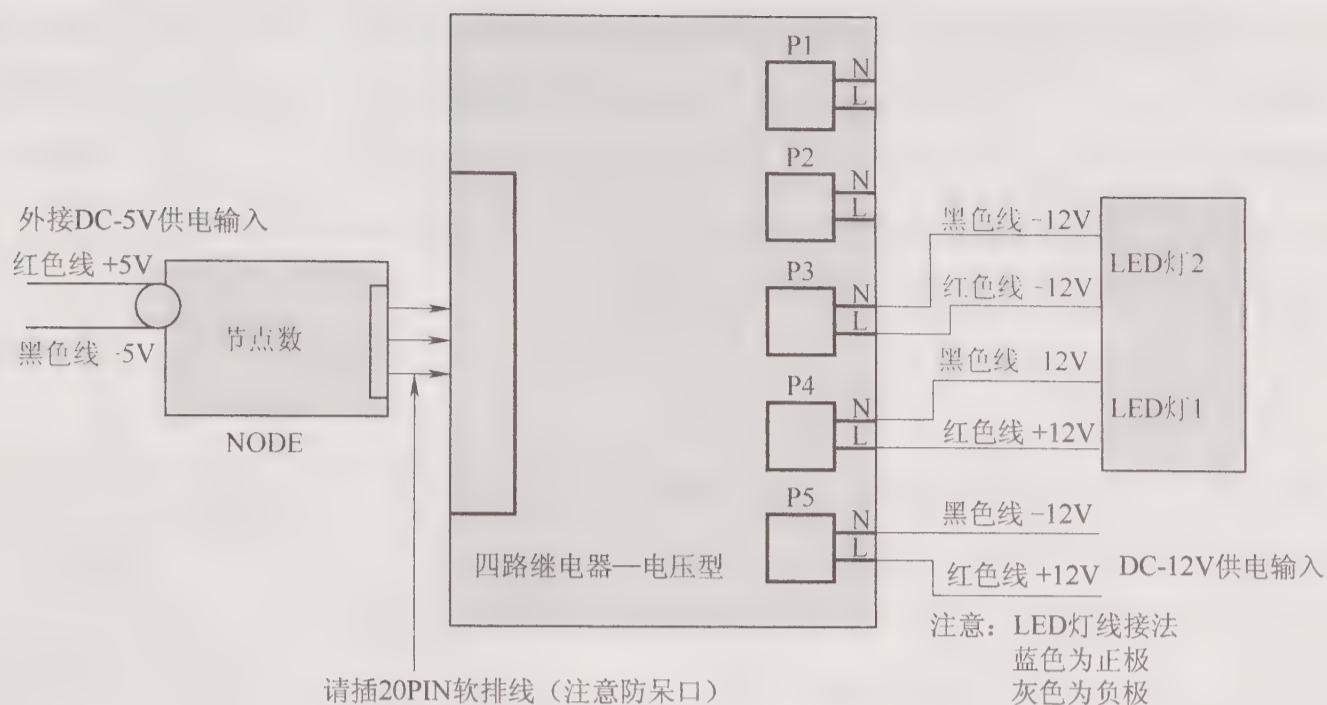 P1
N
L
P2
N
L
外接DC-5V供电输入
红色线 +5V
黑色线 -5V
节点数
NODE
P3
N
L
黑色线 -12V
LED灯2
红色线 -12V
P4
N
L
黑色线 12V
LED灯1
红色线 +12V
P5
N
L
黑色线 -12V
红色线 +12V
DC-12V供电输入
四路继电器—电压型
注意：LED灯线接法
蓝色为正极
灰色为负极
请插20PIN软排线（注意防呆口）